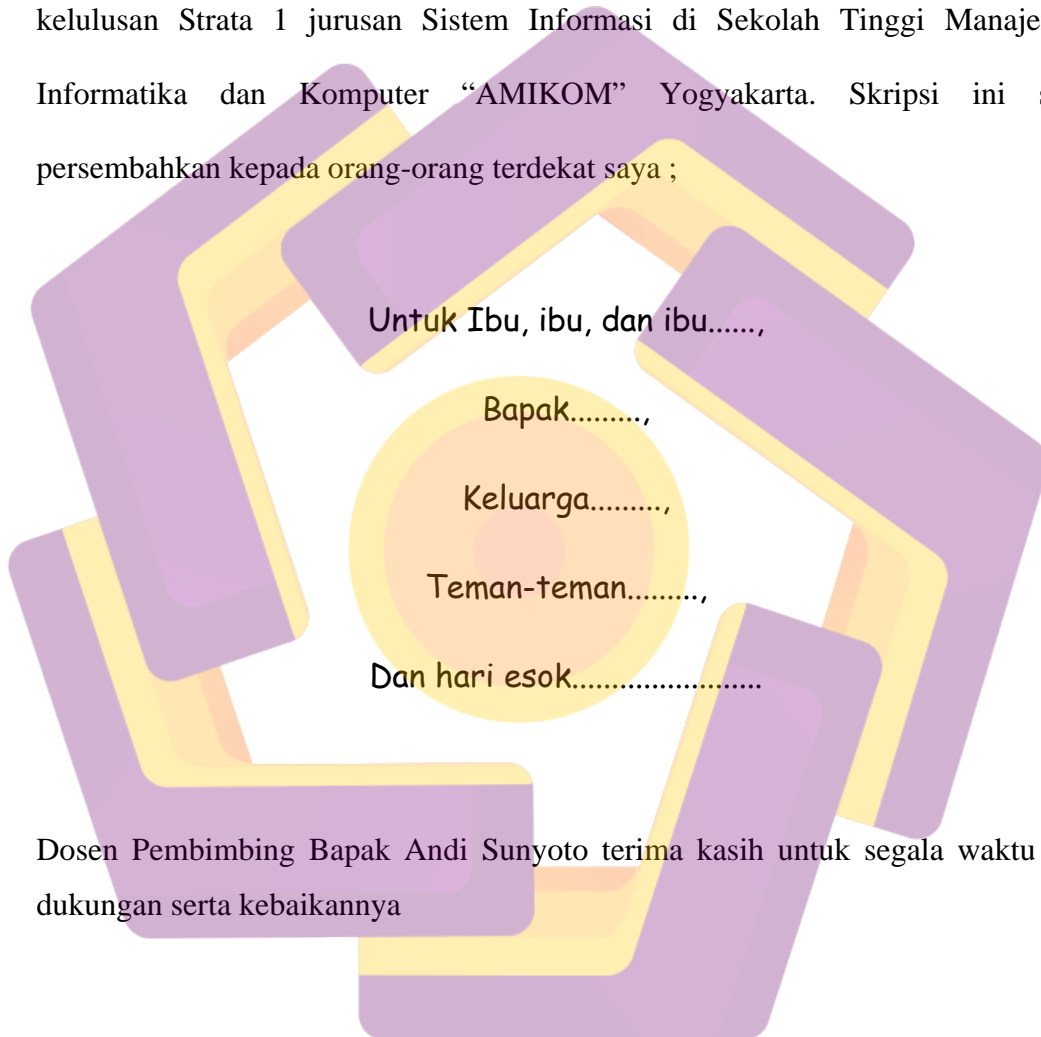 kelulusan Strata 1 jurusan Sistem Informasi di Sekolah Tinggi Manaje
Informatika dan Komputer “AMIKOM” Yogyakarta. Skripsi ini s
persembahkan kepada orang-orang terdekat saya ;
Untuk Ibu, ibu, dan ibu......,
Bapak.........,
Keluarga.........,
Teman-teman.........,
Dan hari esok........................
Dosen Pembimbing Bapak Andi Sunyoto terima kasih untuk segala waktu
dukungan serta kebaikannya